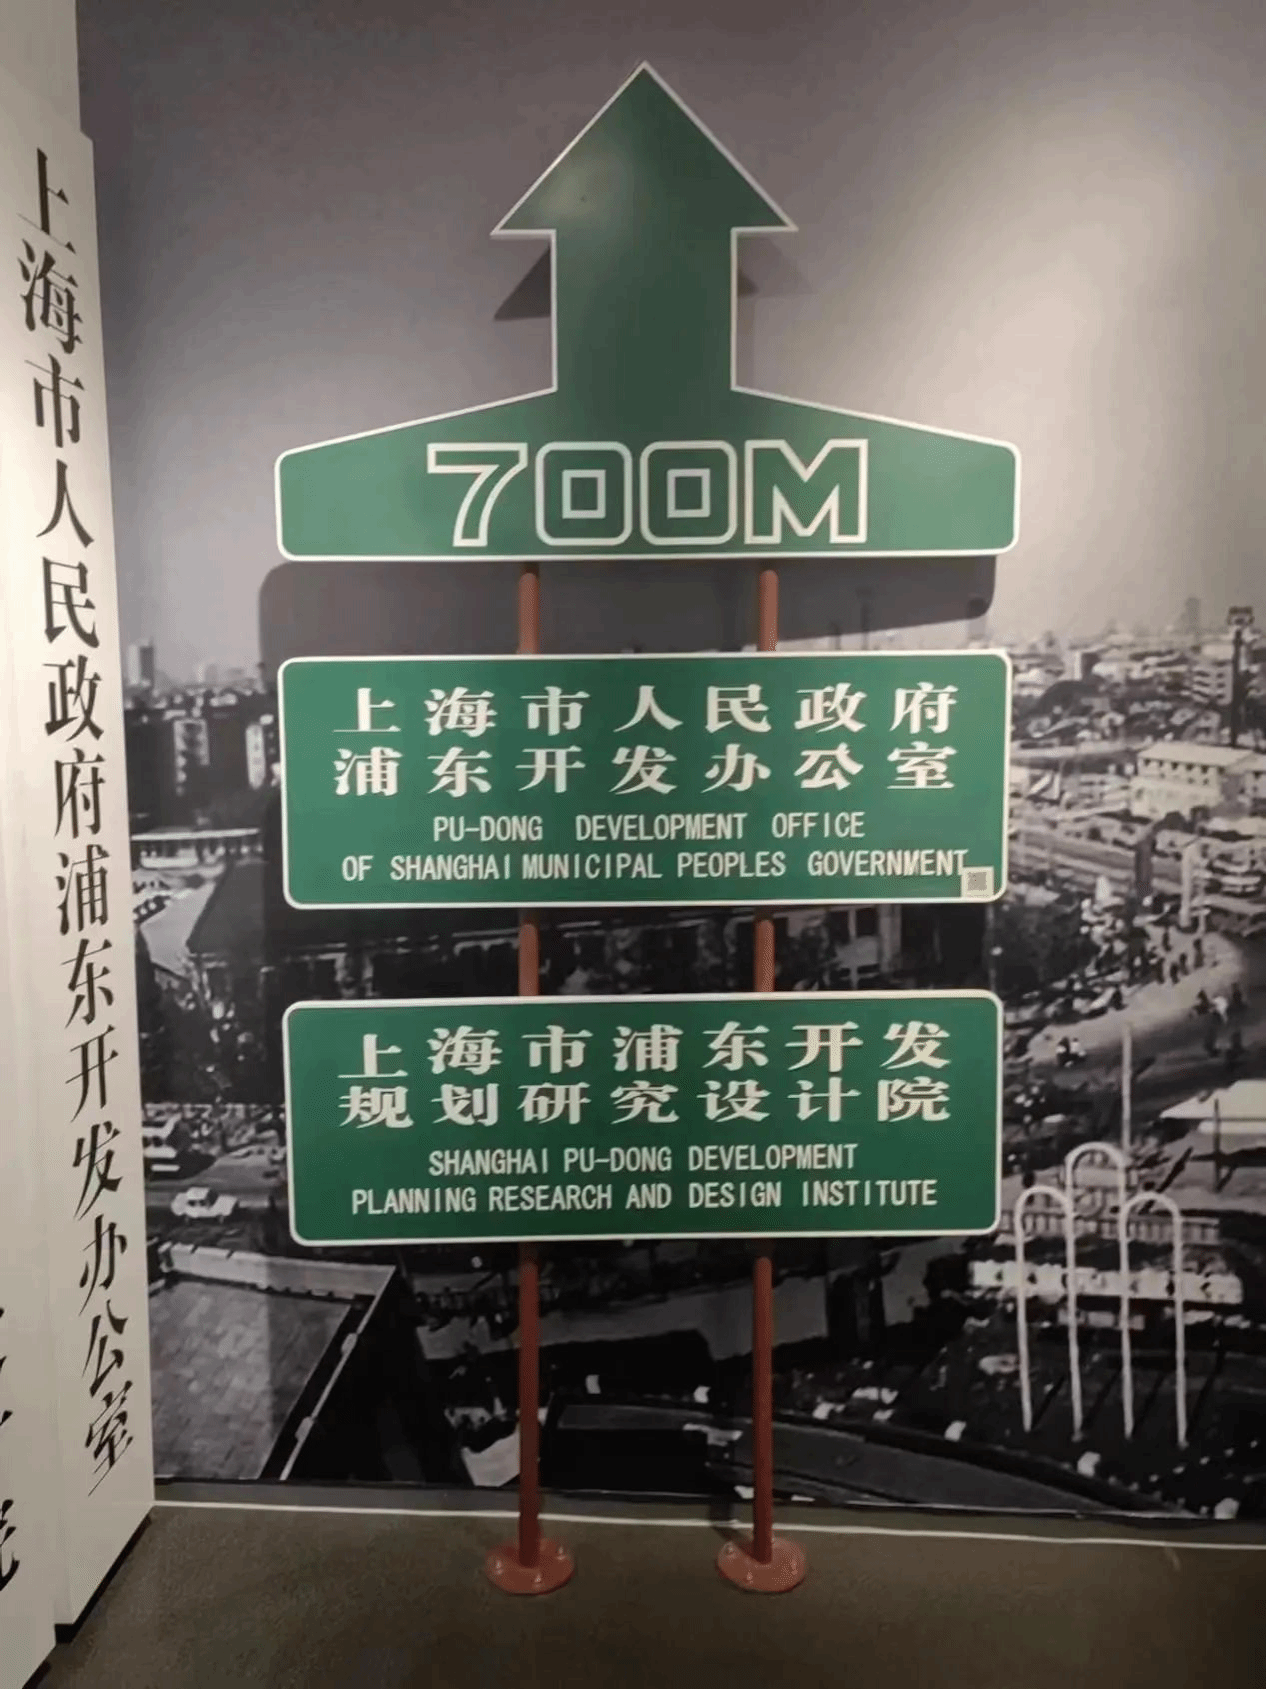 上海市人民政府浦东开发办公室
700M
上海市人民政府
浦东开发办公室
PU-DONG DEVELOPMENT OFFICE
OF SHANGHAI MUNICIPAL PEOPLES GOVERNMENT
上海市浦东开发
规划研究设计院
SHANGHAI PU-DONG DEVELOPMENT
PLANNING RESEARCH AND DESIGN INSTITUTE